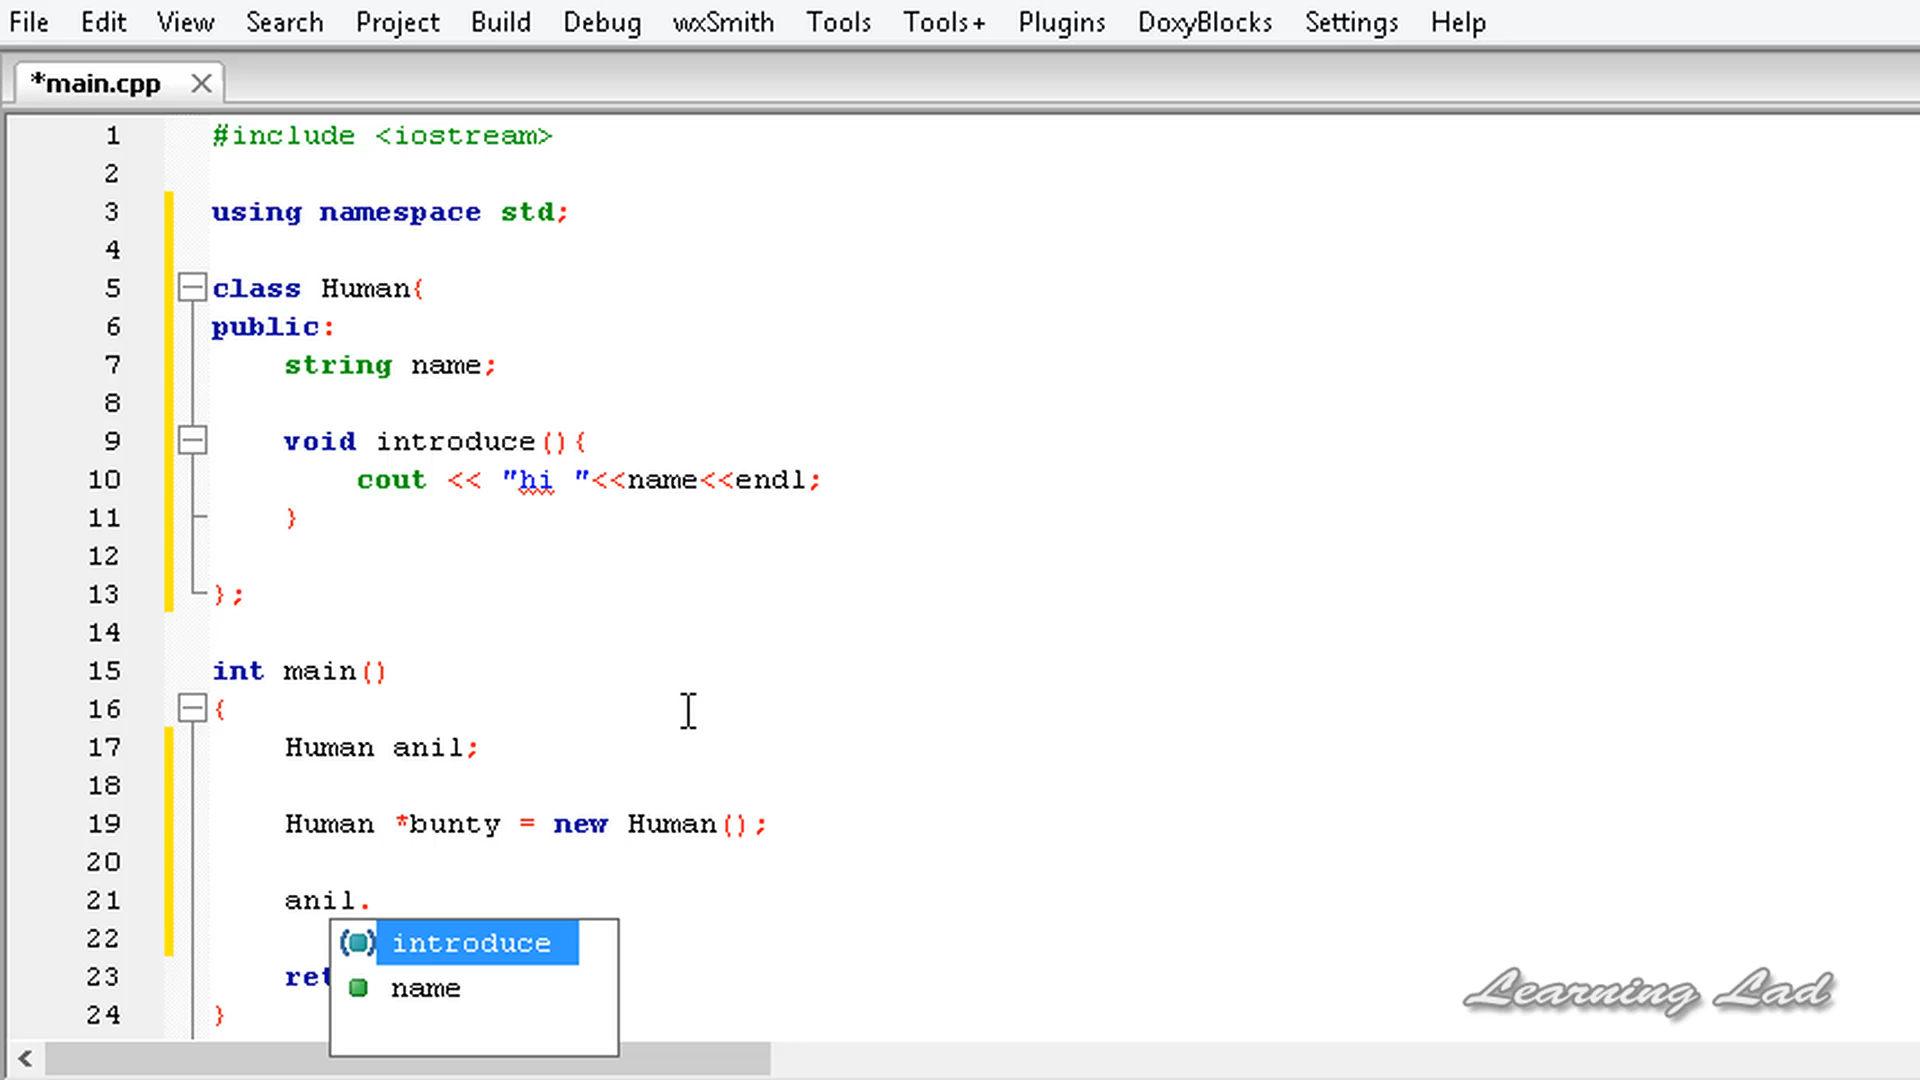 File Edit View Search Project Build Debug wxSmith Tools Tools+ Plugins DoxyBlocks Settings Help
*main.cpp
1 #include <iostream>
2
3 using namespace std;
4
5 class Human{
6 public:
7 string name;
8
9 void introduce(){
10 cout << "hi "<<name<<endl;
11 }
12
13 };
14
15 int main()
16 {
17 Human anil;
18
19 Human *bunty = new Human();
20
21 anil.
22 introduce
23 ret name
24 }
Learning Lad